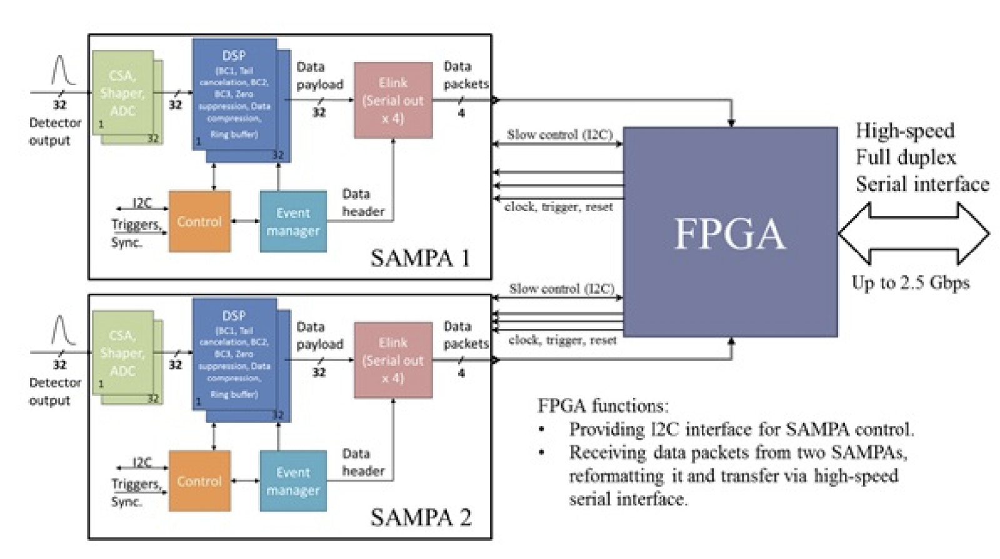 DSP
(BC1, Tail
cancelation, BC2,
BC3, Zero
suppression, Data
compression,
Ring buffer)
1
32
CSA,
Shaper,
ADC
1
32
32
Detector
output
32
Data
payload
32
Elink
(Serial out
x 4)
Data
packets
4
I2C
Triggers,
Sync.
Control
Event
manager
Data
header
SAMPA 1
Slow control (I2C)
clock, trigger, reset
FPGA
High-speed
Full duplex
Serial interface
Up to 2.5 Gbps
DSP
(BC1, Tail
cancelation, BC2,
BC3, Zero
suppression, Data
compression,
Ring buffer)
1
32
CSA,
Shaper,
ADC
1
32
32
Detector
output
32
Data
payload
32
Elink
(Serial out
x 4)
Data
packets
4
I2C
Triggers,
Sync.
Control
Event
manager
Data
header
SAMPA 2
Slow control (I2C)
clock, trigger, reset
FPGA functions:
• Providing I2C interface for SAMPA control.
• Receiving data packets from two SAMPAs,
reformatting it and transfer via high-speed
serial interface.